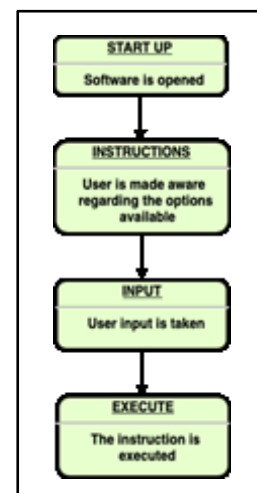 START UP
Software is opened
INSTRUCTIONS
User is made aware
regarding the options
available
INPUT
User input is taken
EXECUTE
The instruction is
executed